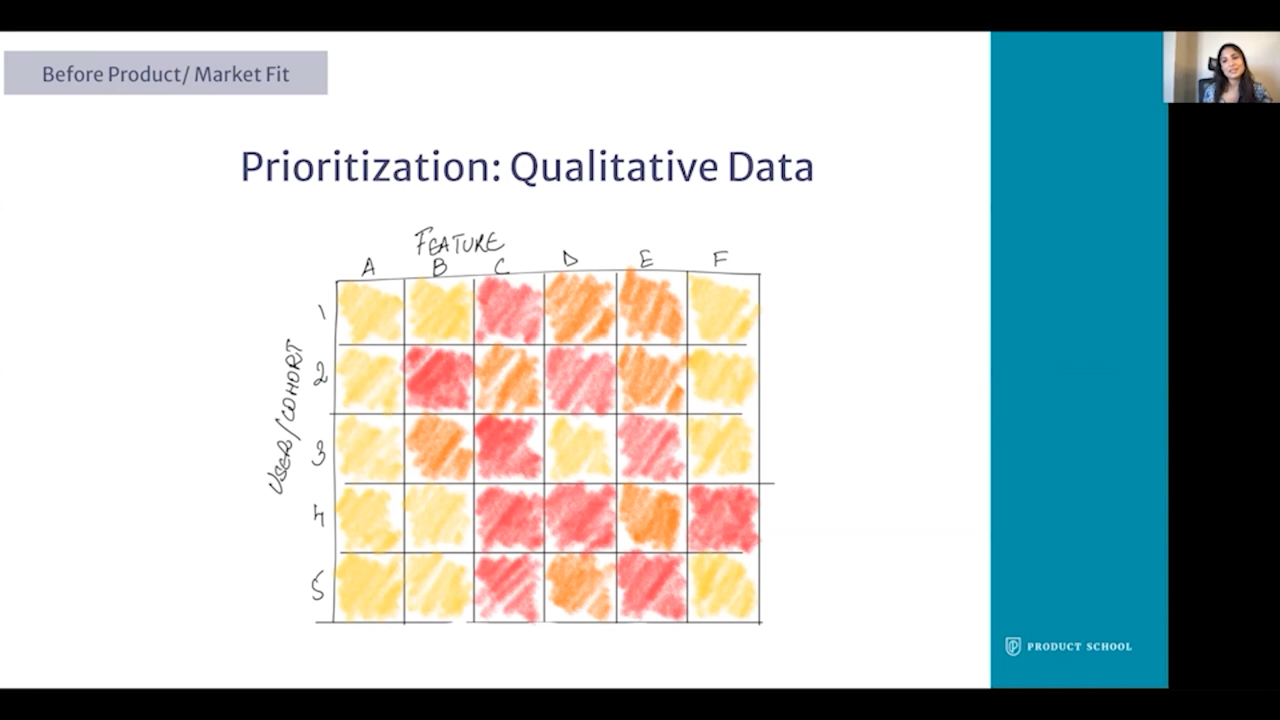 Before Product/ Market Fit
Prioritization: Qualitative Data
FEATURE
A B C D E F
USER/COHORT
1
2
3
4
5
PRODUCT SCHOOL